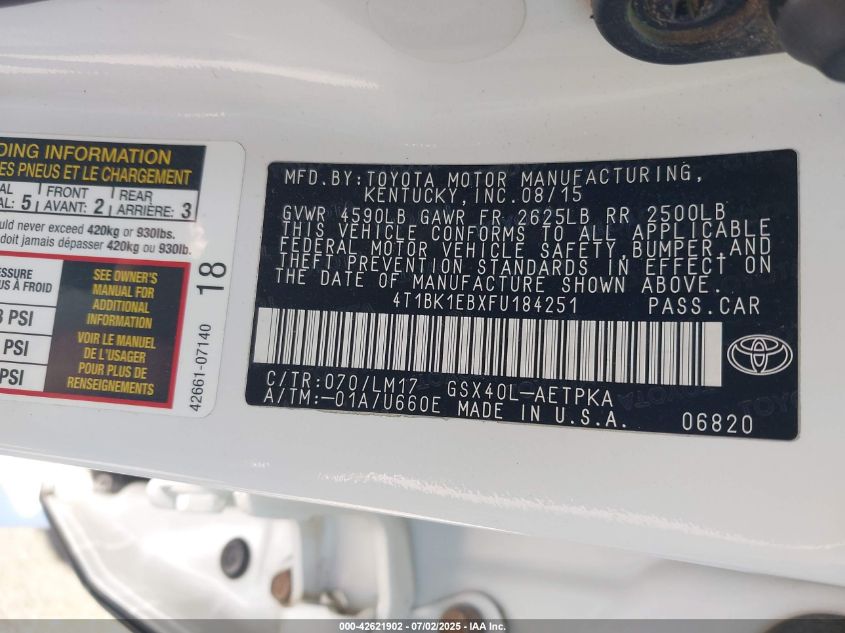 DING INFORMATION
ES PNEUS ET LE CHARGEMENT
AL: 5 FRONT AVANT: 2 REAR ARRIÈRE: 3
ould never exceed 420kg or 930lbs.
doit jamais dépasser 420kg ou 930lb.
ESSURE
S À FROID
PSI
PSI
PSI
SEE OWNER'S
MANUAL FOR
ADDITIONAL
INFORMATION
VOIR LE MANUEL
DE L'USAGER
POUR PLUS DE
RENSEIGNEMENTS
42661-07140 18
MFD.BY:TOYOTA MOTOR MANUFACTURING,
KENTUCKY,INC.08/15
GVWR 4590LB GAWR FR 2625LB RR 2500LB
THIS VEHICLE CONFORMS TO ALL APPLICABLE
FEDERAL MOTOR VEHICLE SAFETY,BUMPER,AND
THEFT PREVENTION STANDARDS IN EFFECT ON
THE DATE OF MANUFACTURE SHOWN ABOVE.
4T1BK1EBXFU184251 PASS.CAR
C/TR:070/LM17 GSX40L-AETPKA
A/TM:-01A/U660E MADE IN U.S.A.
06820
000-42621902 - 07/02/2025 - IAA Inc.